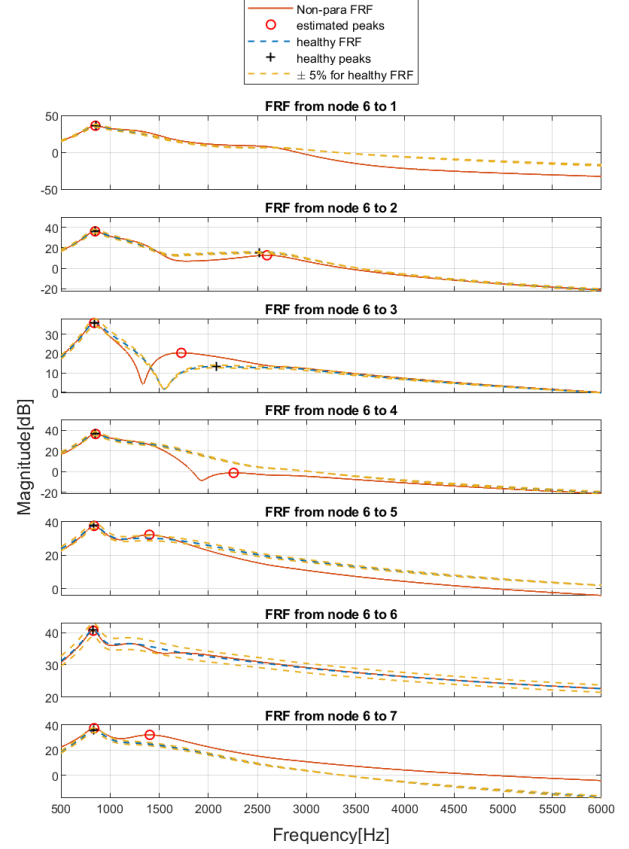 Non-para FRF
estimated peaks
healthy FRF
healthy peaks
± 5% for healthy FRF
FRF from node 6 to 1
50
0
-50
FRF from node 6 to 2
40
20
0
-20
FRF from node 6 to 3
30
20
10
0
FRF from node 6 to 4
40
20
0
-20
FRF from node 6 to 5
40
20
0
FRF from node 6 to 6
40
30
20
FRF from node 6 to 7
40
20
0
500 1000 1500 2000 2500 3000 3500 4000 4500 5000 5500 6000
Frequency[Hz]
Magnitude[dB]